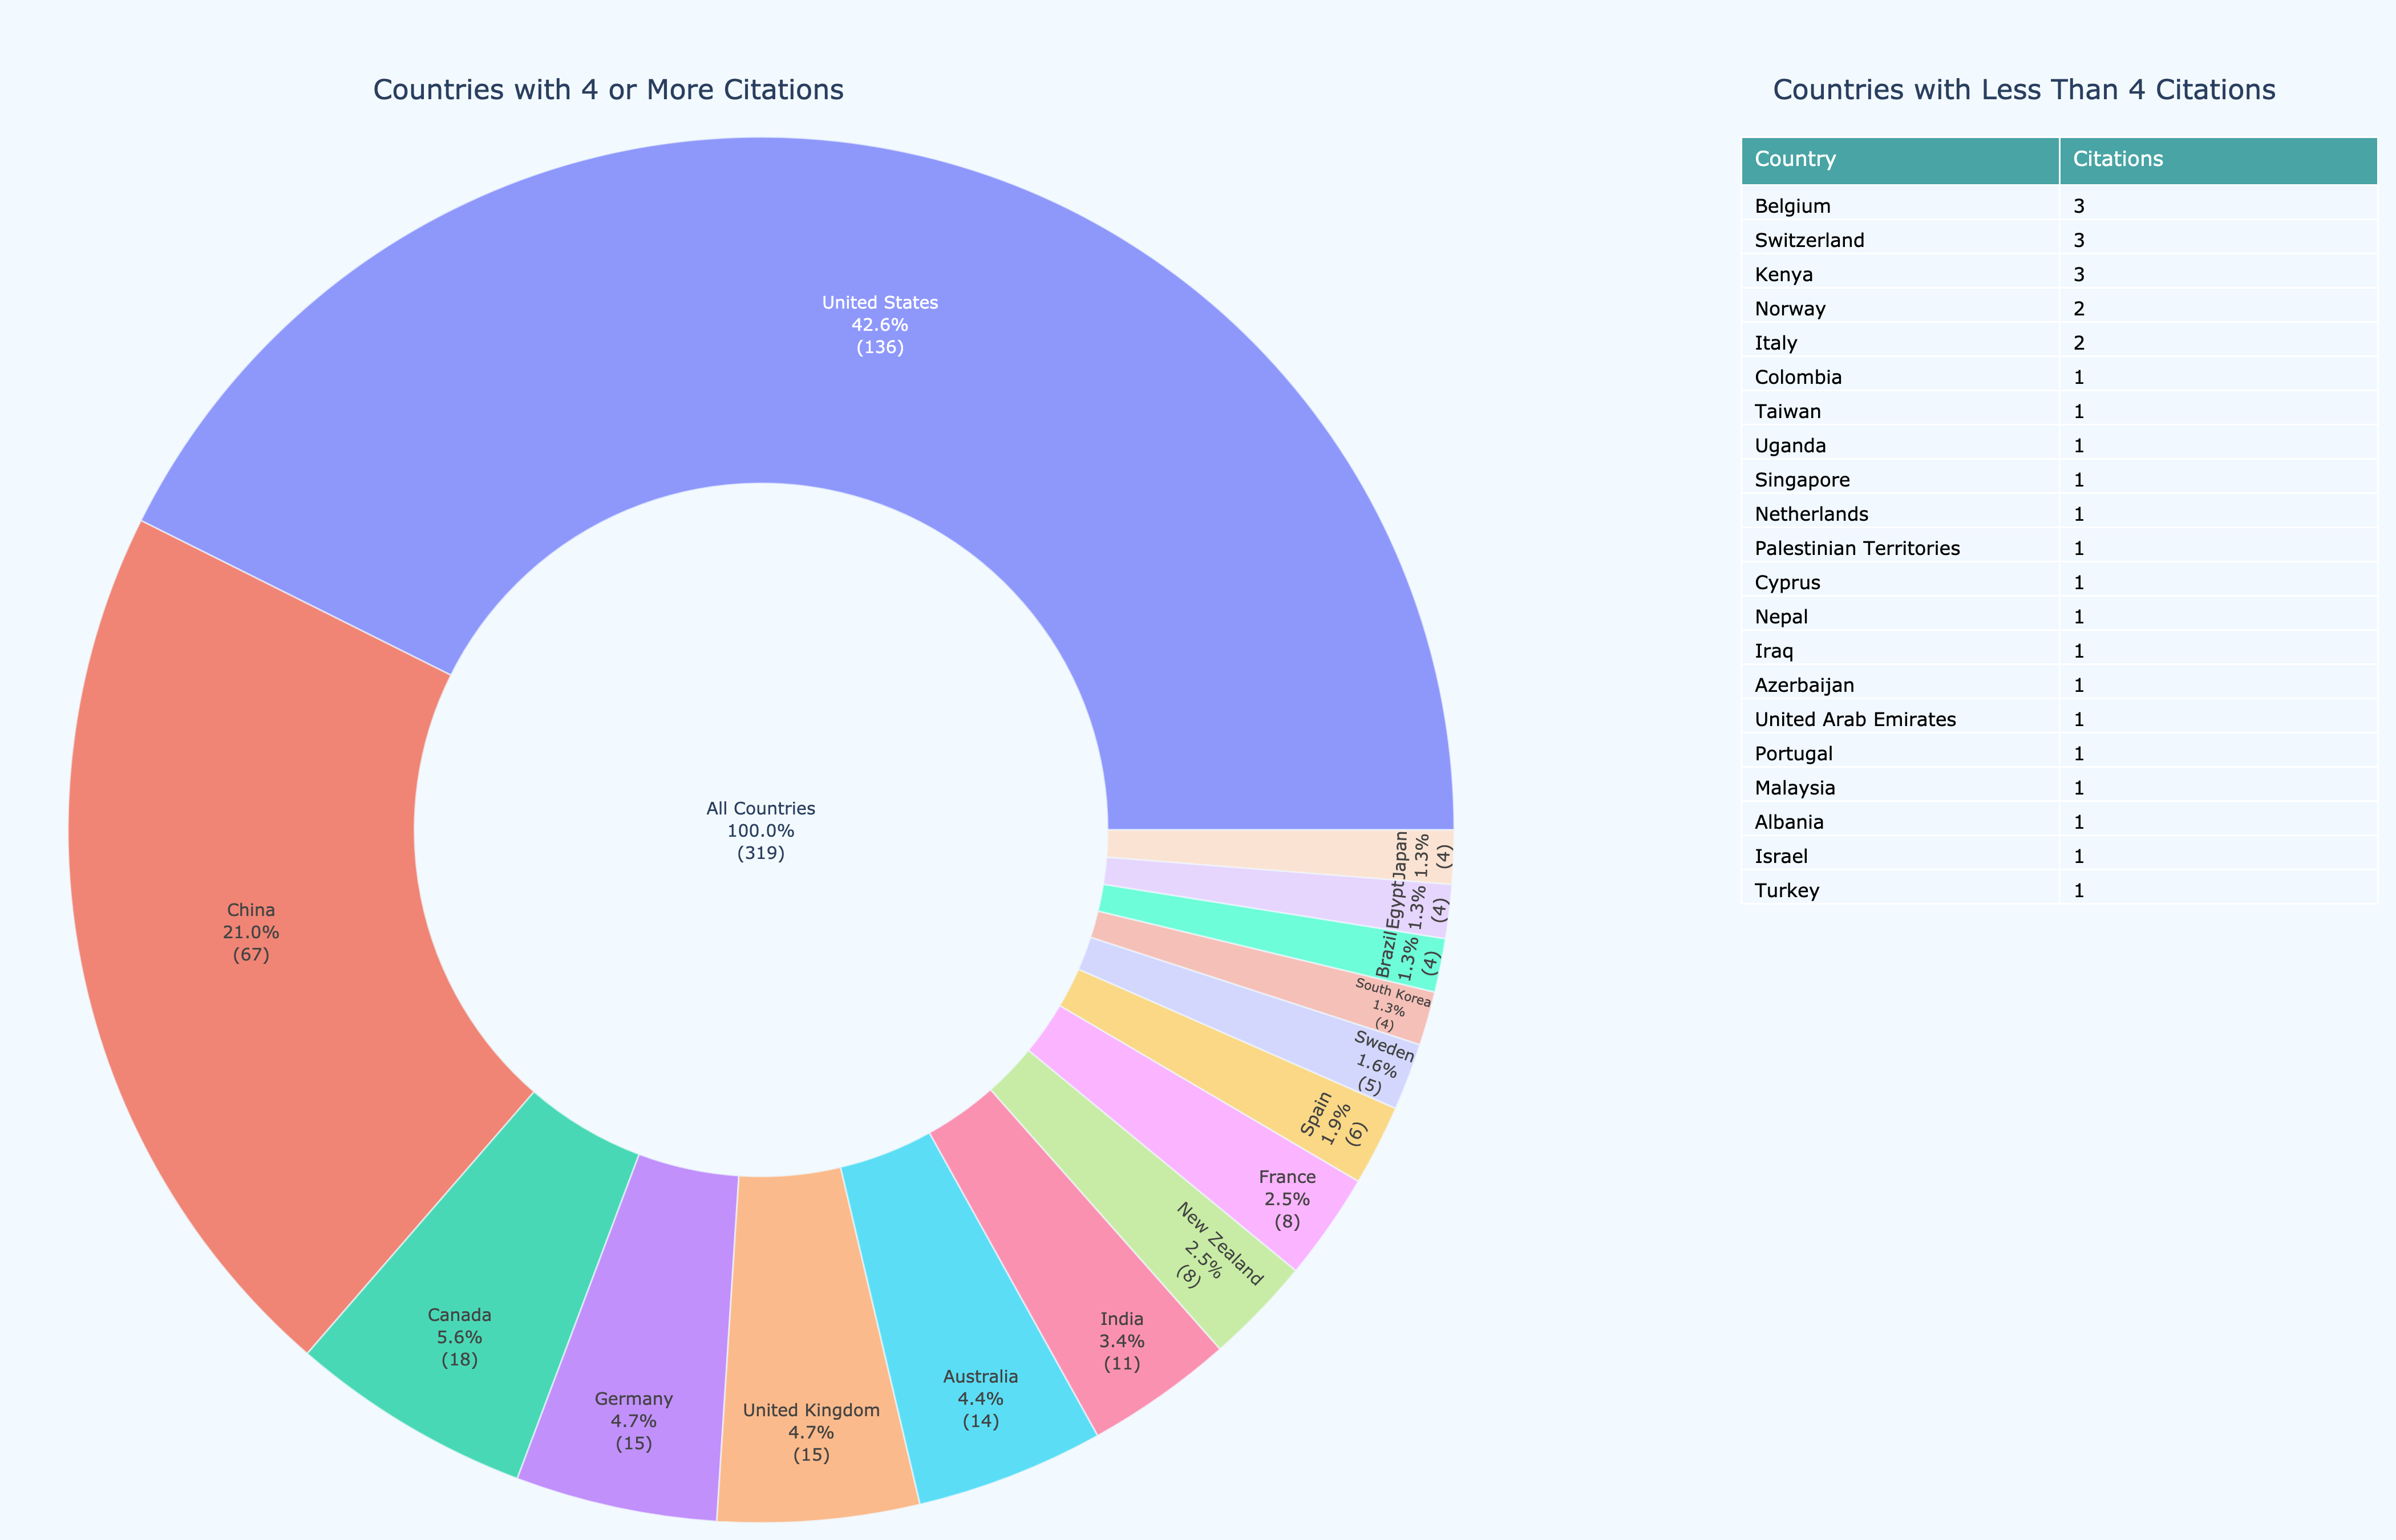 Countries with 4 or More Citations
United States
42.6%
(136)
China
21.0%
(67)
All Countries
100.0%
(319)
Canada
5.6%
(18)
Germany
4.7%
(15)
United Kingdom
4.7%
(15)
Australia
4.4%
(14)
India
3.4%
(11)
New Zealand
2.5%
(8)
France
2.5%
(8)
Spain
1.9%
(6)
Sweden
1.6%
(5)
South Korea
1.3%
(4)
Brazil
1.3%
(4)
Egypt
1.3%
(4)
Japan
1.3%
(4)
Countries with Less Than 4 Citations
Country Citations
Belgium 3
Switzerland 3
Kenya 3
Norway 2
Italy 2
Colombia 1
Taiwan 1
Uganda 1
Singapore 1
Netherlands 1
Palestinian Territories 1
Cyprus 1
Nepal 1
Iraq 1
Azerbaijan 1
United Arab Emirates 1
Portugal 1
Malaysia 1
Albania 1
Israel 1
Turkey 1